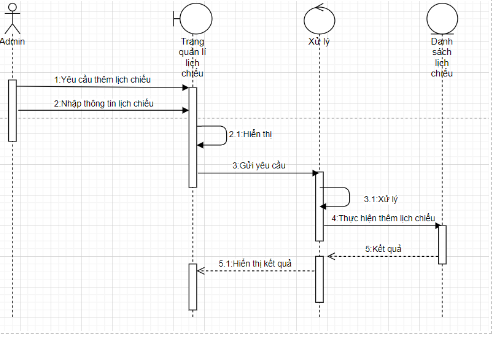 Admin
Trang
quản lí
lịch
chiếu
Xử lý
Danh
sách
lịch
chiếu
1:Yêu cầu thêm lịch chiếu
2.Nhập thông tin lịch chiếu
2.1:Hiển thị
3:Gửi yêu cầu
3.1:Xử lý
4:Thực hiện thêm lich chiếu
5:Kết quả
5.1:Hiển thị kết quả